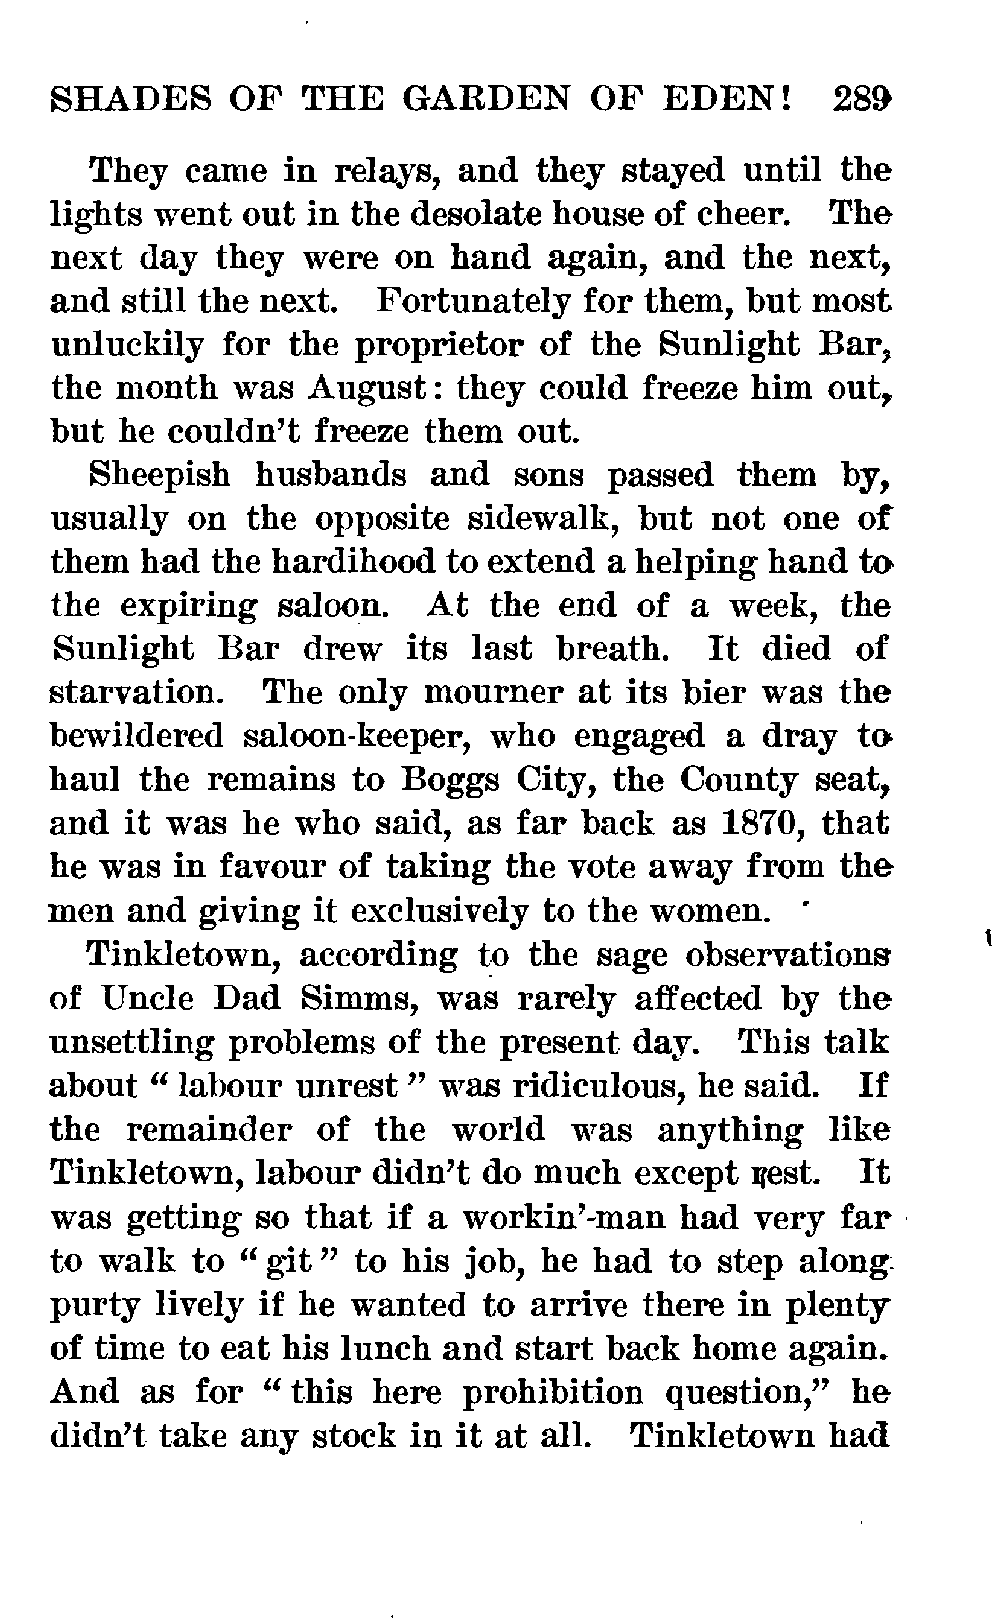 SHADES OF THE GARDEN OF EDEN! 289
They came in relays, and they stayed until the
lights went out in the desolate house of cheer. The
next day they were on hand again, and the next,
and still the next. Fortunately for them, but most
unluckily for the proprietor of the Sunlight Bar,
the month was August: they could freeze him out,
but he couldn't freeze them out.
Sheepish husbands and sons passed them by,
usually on the opposite sidewalk, but not one of
them had the hardihood to extend a helping hand to
the expiring saloon. At the end of a week, the
Sunlight Bar drew its last breath. It died of
starvation. The only mourner at its bier was the
bewildered saloon-keeper, who engaged a dray to
haul the remains to Boggs City, the County seat,
and it was he who said, as far back as 1870, that
he was in favour of taking the vote away from the
men and giving it exclusively to the women.
Tinkletown, according to the sage observations
of Uncle Dad Simms, was rarely affected by the
unsettling problems of the present day. This talk
about "labour unrest" was ridiculous, he said. If
the remainder of the world was anything like
Tinkletown, labour didn't do much except rest. It
was getting so that if a workin'-man had very far
to walk to "git" to his job, he had to step along
purty lively if he wanted to arrive there in plenty
of time to eat his lunch and start back home again.
And as for "this here prohibition question," he
didn't take any stock in it at all. Tinkletown had